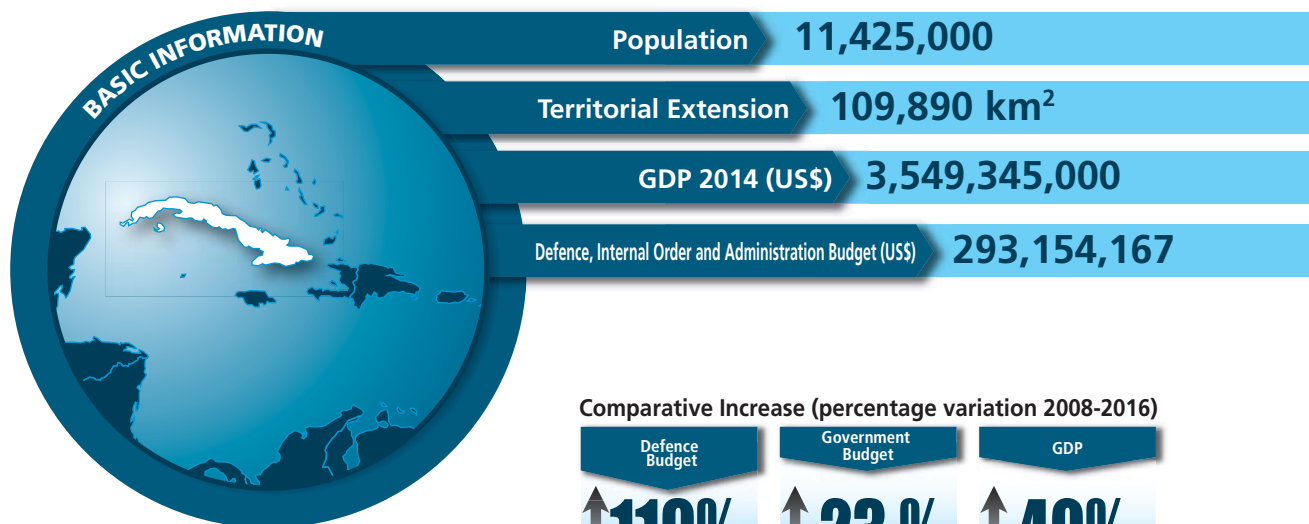 BASIC INFORMATION
Population 11,425,000
Territorial Extension 109,890 km²
GDP 2014 (US$) 3,549,345,000
Defence, Internal Order and Administration Budget (US$) 293,154,167
Comparative Increase (percentage variation 2008-2016)
Defence
Budget
Government
Budget
GDP